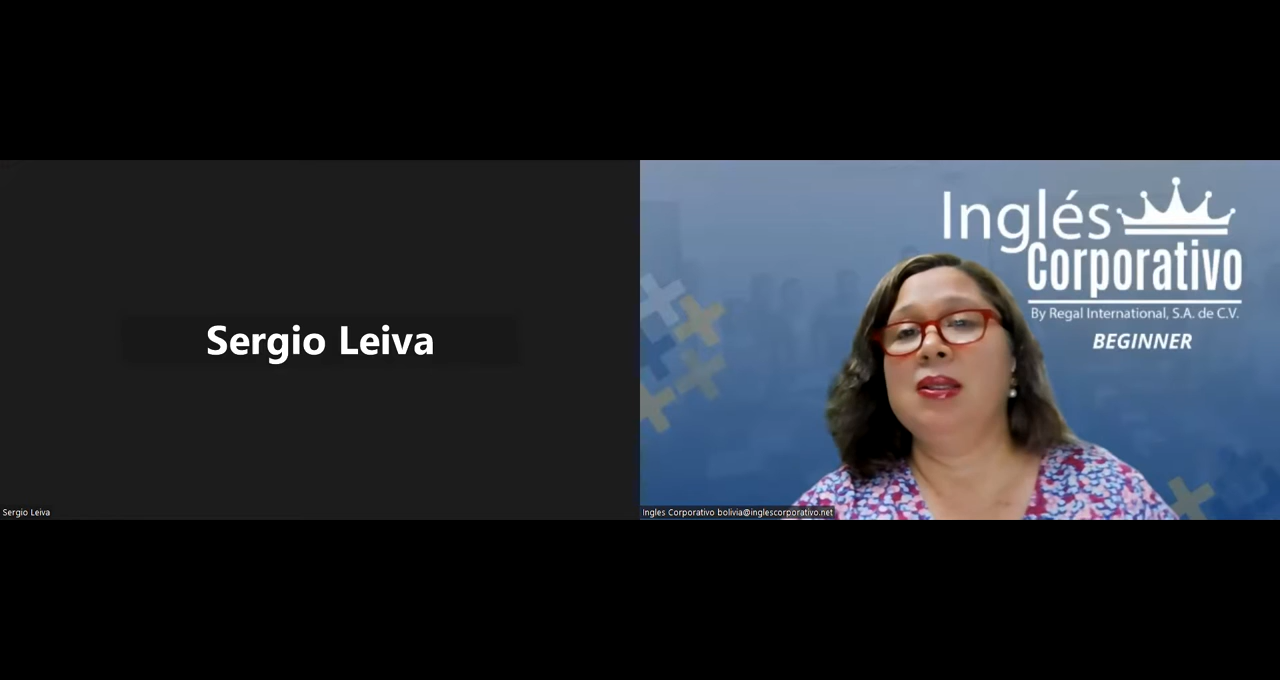 Sergio Leiva
Sergio Leiva
Inglés
Corporativo
By Regal International, S.A. de C.V.
BEGINNER
Ingles Corporativo bolivia@inglescorporativo.net